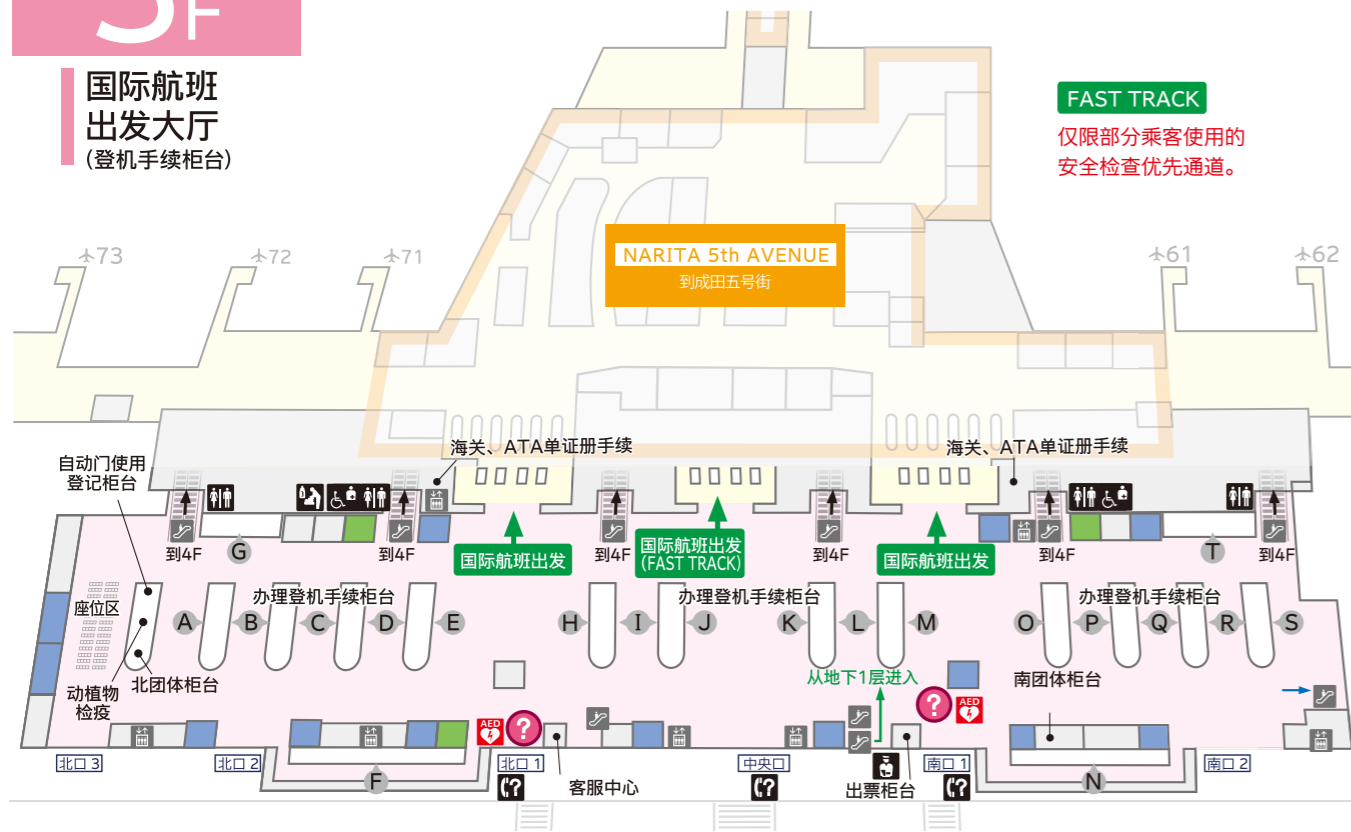 3F
国际航班
出发大厅
(登机手续柜台)
FAST TRACK
仅限部分乘客使用的
安全检查优先通道。
NARITA 5th AVENUE
到成田五号街
73
72
71
61
62
海关、ATA单证册手续
海关、ATA单证册手续
自动门使用
登记柜台
到4F
G
到4F
国际航班出发
到4F
国际航班出发
(FAST TRACK)
到4F
国际航班出发
到4F
T
到4F
座位区
办理登机手续柜台
办理登机手续柜台
办理登机手续柜台
A
B
C
D
E
H
I
J
K
L
M
O
P
Q
R
S
动植物
检疫
北团体柜台
从地下1层进入
南团体柜台
AED
?
?
AED
北口 3
北口 2
F
北口 1
客服中心
中央口
出票柜台
南口 1
N
南口 2
?
?
?